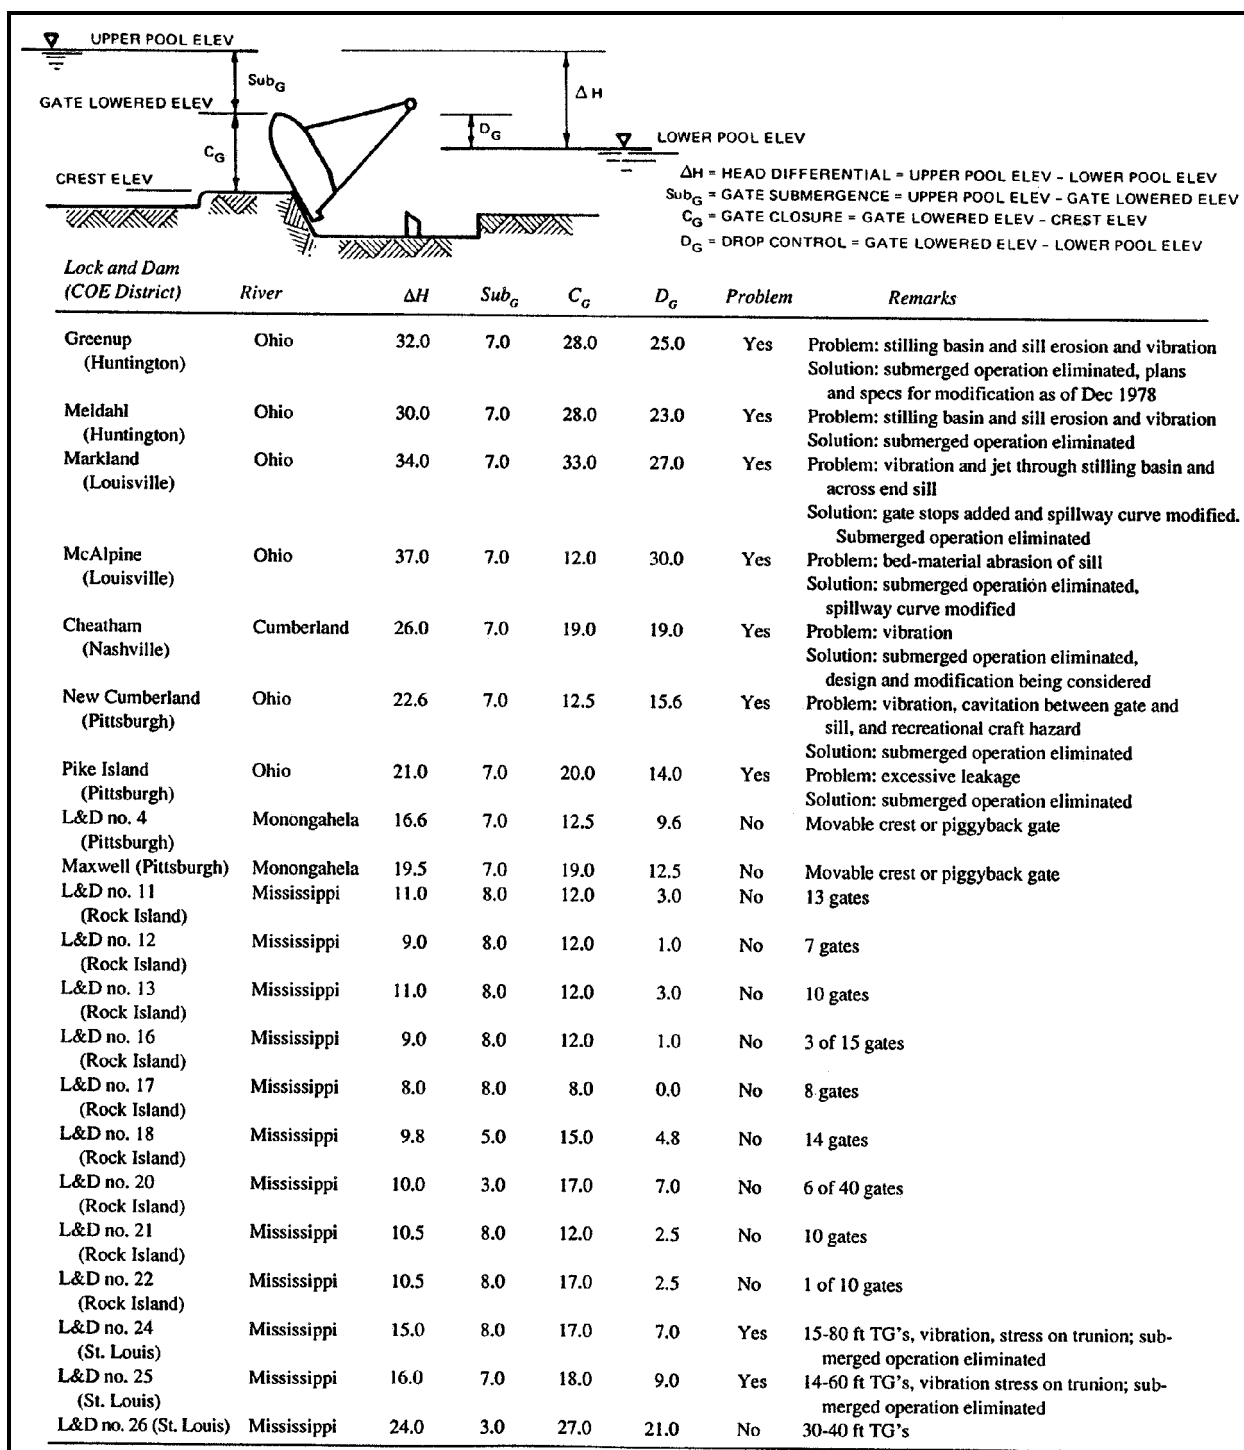 UPPER POOL ELEV
Sub_G
ΔH
GATE LOWERED ELEV
D_G
LOWER POOL ELEV
C_G
CREST ELEV
ΔH = HEAD DIFFERENTIAL = UPPER POOL ELEV - LOWER POOL ELEV
Sub_G = GATE SUBMERGENCE = UPPER POOL ELEV - GATE LOWERED ELEV
C_G = GATE CLOSURE = GATE LOWERED ELEV - CREST ELEV
D_G = DROP CONTROL = GATE LOWERED ELEV - LOWER POOL ELEV
Lock and Dam
(COE District) River ΔH Sub_G C_G D_G Problem Remarks
Greenup Ohio 32.0 7.0 28.0 25.0 Yes Problem: stilling basin and sill erosion and vibration
(Huntington) Solution: submerged operation eliminated, plans
and specs for modification as of Dec 1978
Meldahl Ohio 30.0 7.0 28.0 23.0 Yes Problem: stilling basin and sill erosion and vibration
(Huntington) Solution: submerged operation eliminated
Markland Ohio 34.0 7.0 33.0 27.0 Yes Problem: vibration and jet through stilling basin and
(Louisville) across end sill
Solution: gate stops added and spillway curve modified.
Submerged operation eliminated
McAlpine Ohio 37.0 7.0 12.0 30.0 Yes Problem: bed-material abrasion of sill
(Louisville) Solution: submerged operation eliminated,
spillway curve modified
Cheatham Cumberland 26.0 7.0 19.0 19.0 Yes Problem: vibration
(Nashville) Solution: submerged operation eliminated,
design and modification being considered
New Cumberland Ohio 22.6 7.0 12.5 15.6 Yes Problem: vibration, cavitation between gate and
(Pittsburgh) sill, and recreational craft hazard
Solution: submerged operation eliminated
Pike Island Ohio 21.0 7.0 20.0 14.0 Yes Problem: excessive leakage
(Pittsburgh) Solution: submerged operation eliminated
L&D no. 4 Monongahela 16.6 7.0 12.5 9.6 No Movable crest or piggyback gate
(Pittsburgh)
Maxwell (Pittsburgh) Monongahela 19.5 7.0 19.0 12.5 No Movable crest or piggyback gate
L&D no. 11 Mississippi 11.0 8.0 12.0 3.0 No 13 gates
(Rock Island)
L&D no. 12 Mississippi 9.0 8.0 12.0 1.0 No 7 gates
(Rock Island)
L&D no. 13 Mississippi 11.0 8.0 12.0 3.0 No 10 gates
(Rock Island)
L&D no. 16 Mississippi 9.0 8.0 12.0 1.0 No 3 of 15 gates
(Rock Island)
L&D no. 17 Mississippi 8.0 8.0 8.0 0.0 No 8 gates
(Rock Island)
L&D no. 18 Mississippi 9.8 5.0 15.0 4.8 No 14 gates
(Rock Island)
L&D no. 20 Mississippi 10.0 3.0 17.0 7.0 No 6 of 40 gates
(Rock Island)
L&D no. 21 Mississippi 10.5 8.0 12.0 2.5 No 10 gates
(Rock Island)
L&D no. 22 Mississippi 10.5 8.0 17.0 2.5 No 1 of 10 gates
(Rock Island)
L&D no. 24 Mississippi 15.0 8.0 17.0 7.0 Yes 15-80 ft TG's, vibration, stress on trunion; sub-
(St. Louis) merged operation eliminated
L&D no. 25 Mississippi 16.0 7.0 18.0 9.0 Yes 14-60 ft TG's, vibration stress on trunion; sub-
(St. Louis) merged operation eliminated
L&D no. 26 (St. Louis) Mississippi 24.0 3.0 27.0 21.0 No 30-40 ft TG's